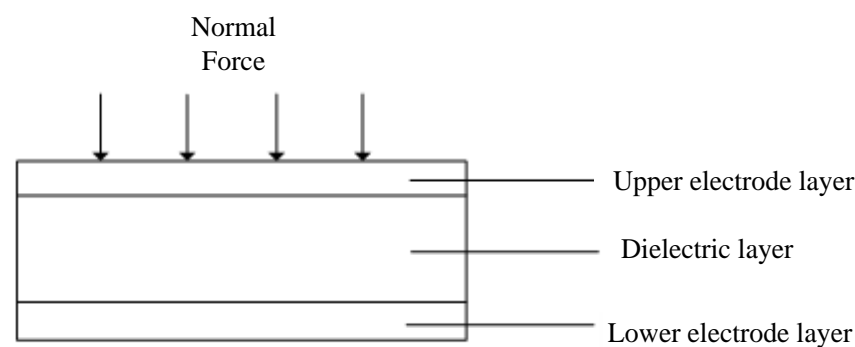 Normal
Force
Upper electrode layer
Dielectric layer
Lower electrode layer